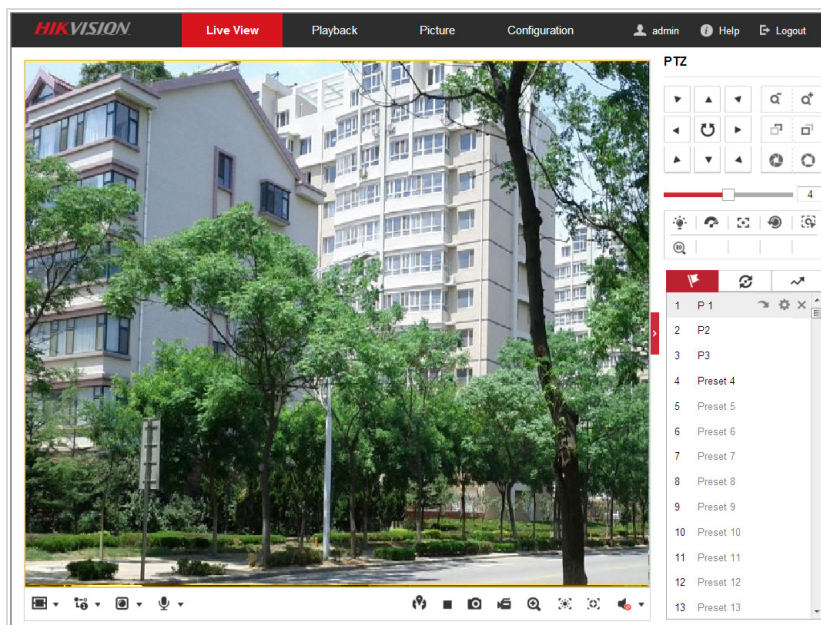 HIKVISION
Live View
Playback
Picture
Configuration
admin
Help
Logout
PTZ
4
1 P 1
2 P2
3 P3
4 Preset 4
5 Preset 5
6 Preset 6
7 Preset 7
8 Preset 8
9 Preset 9
10 Preset 10
11 Preset 11
12 Preset 12
13 Preset 13